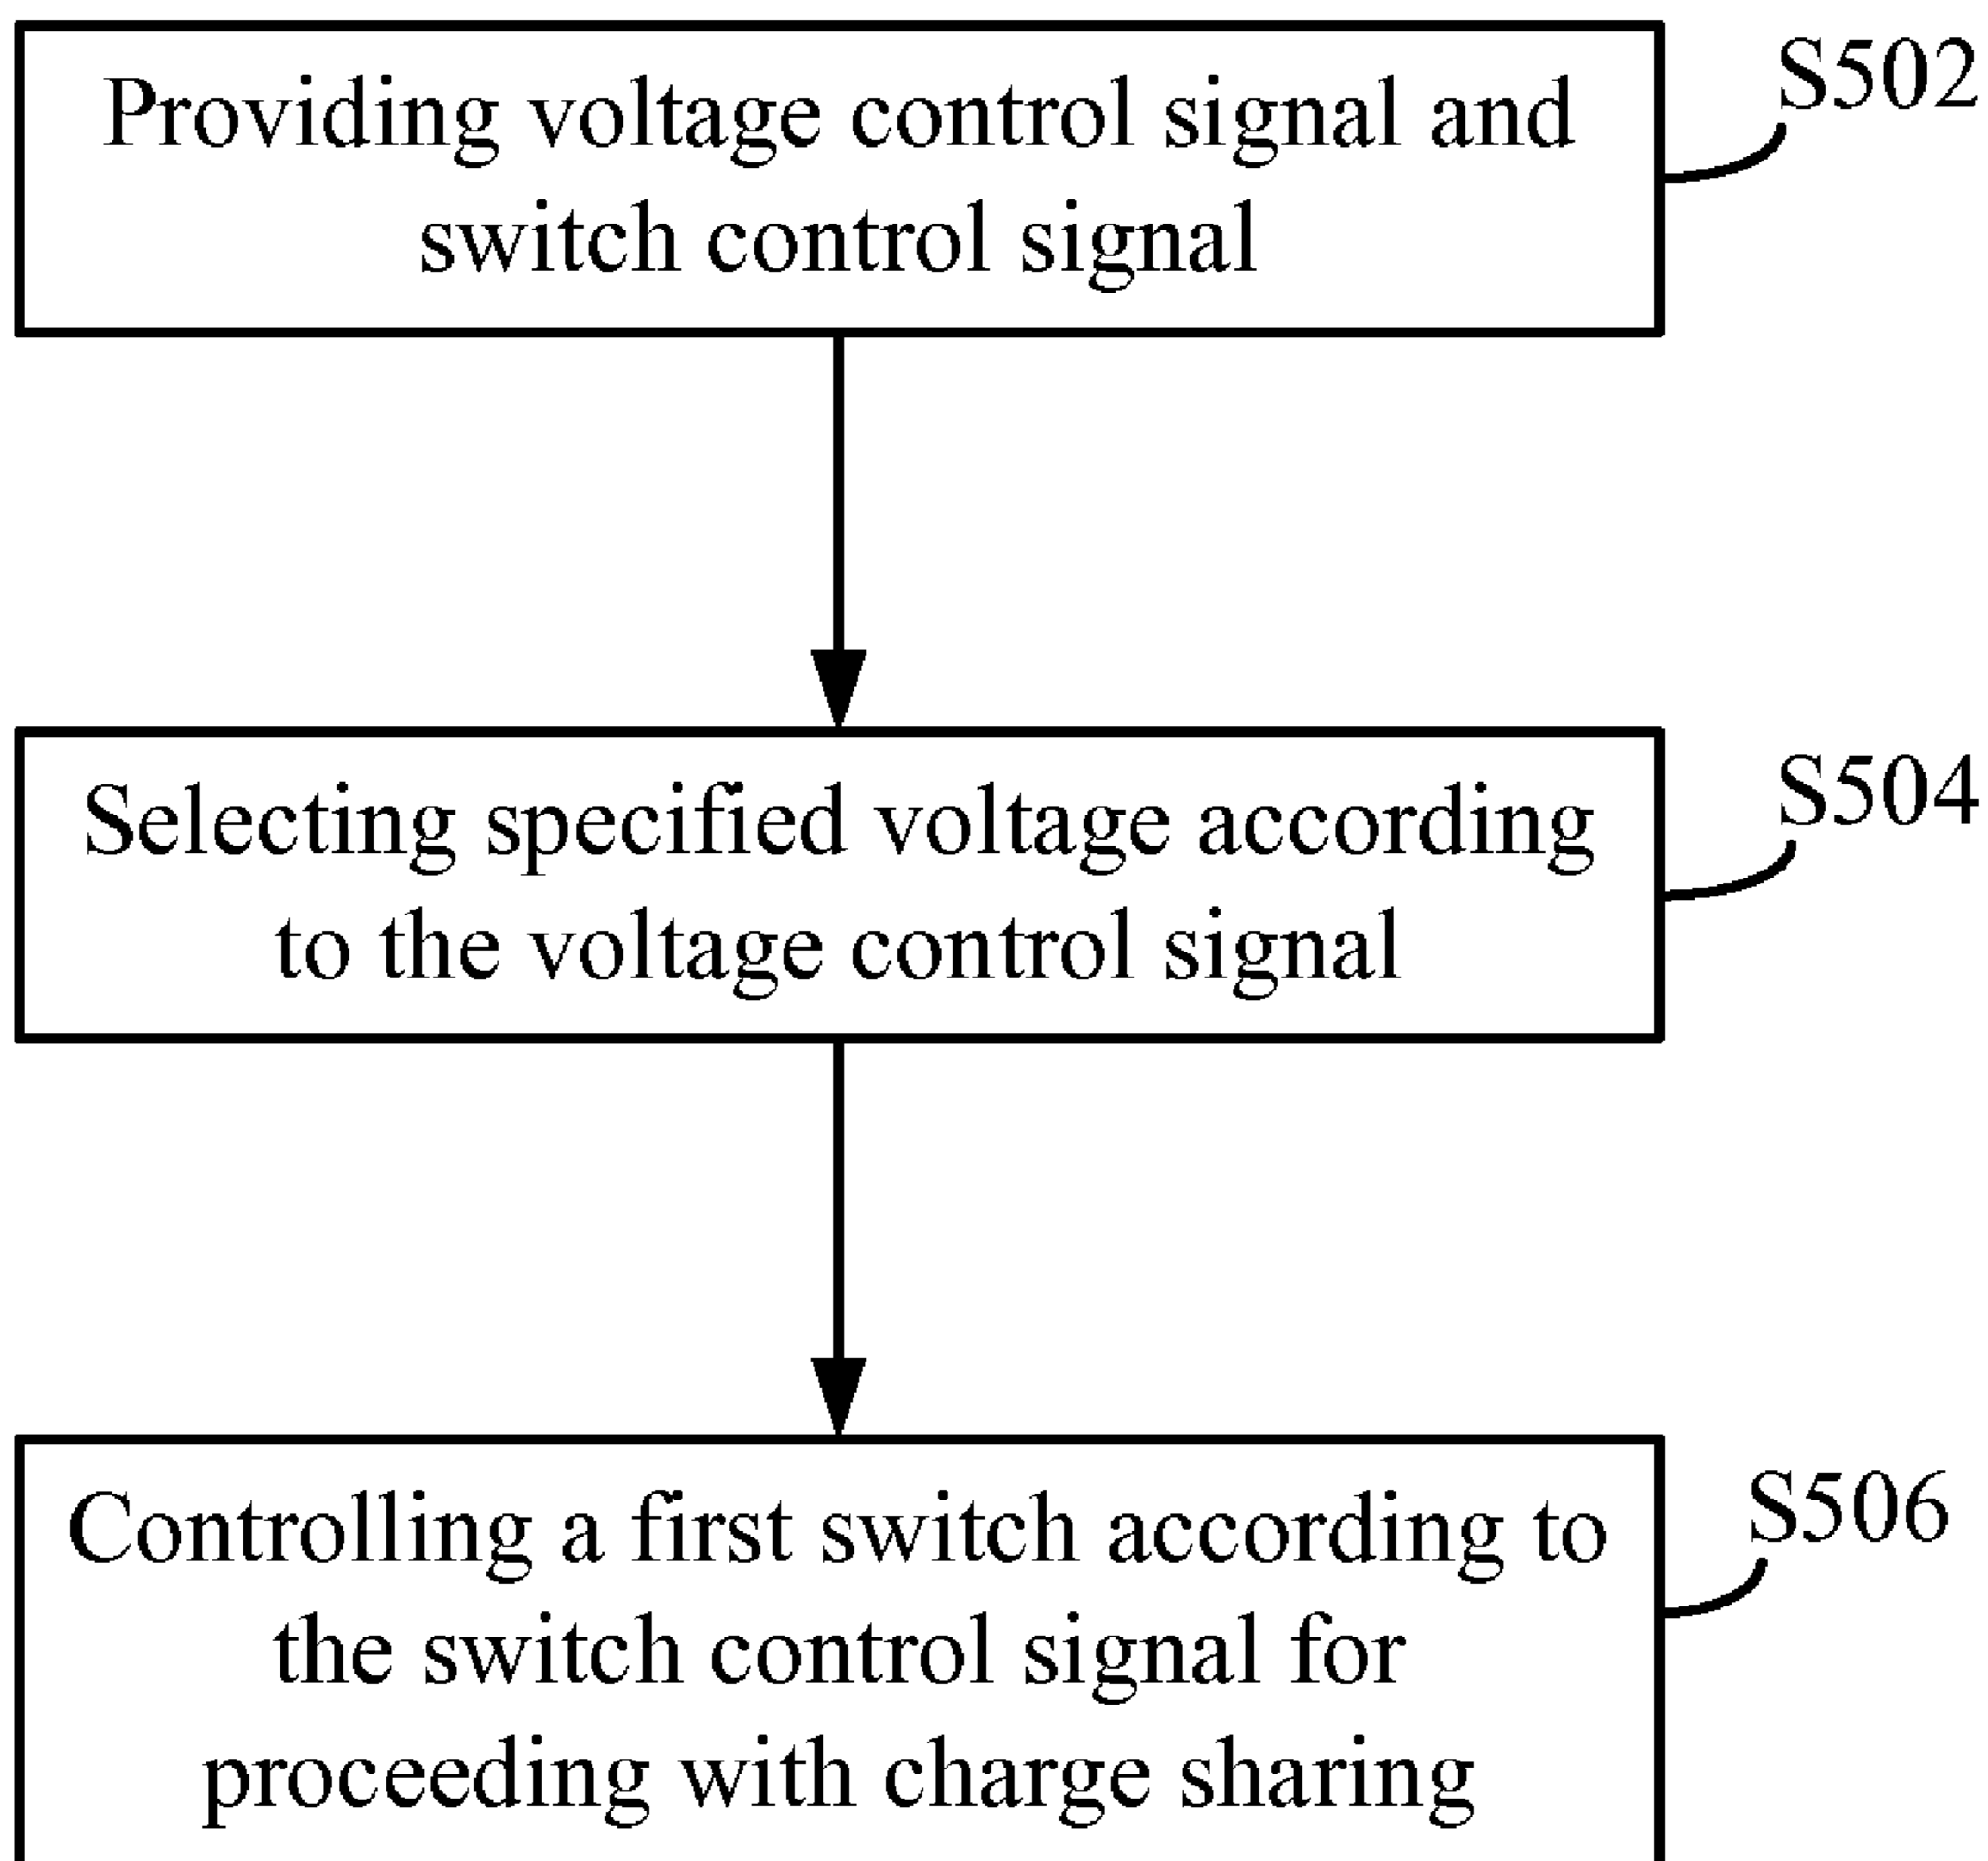 Providing voltage control signal and
switch control signal
S502
Selecting specified voltage according
to the voltage control signal
S504
Controlling a first switch according to
the switch control signal for
proceeding with charge sharing
S506